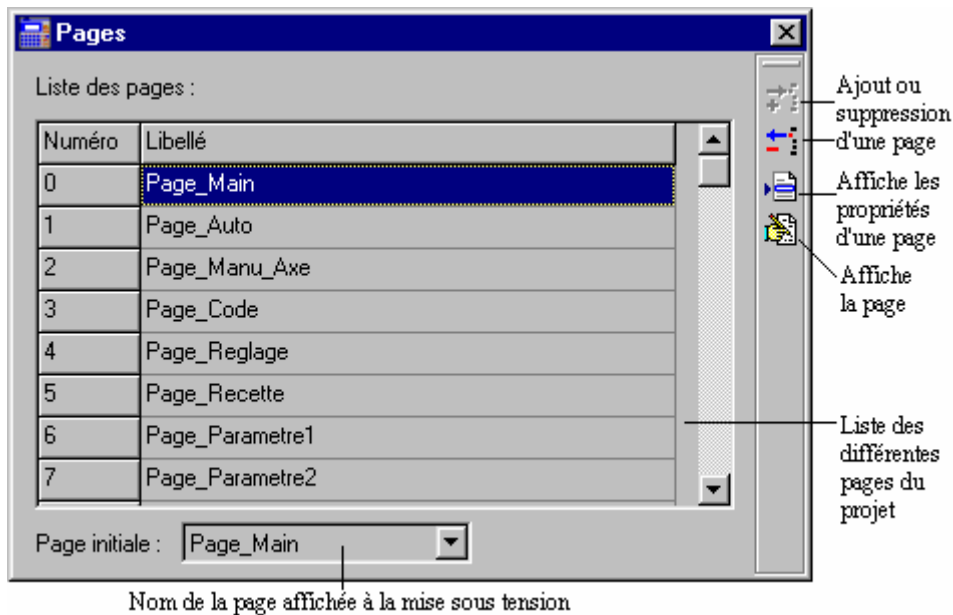 Pages
Liste des pages :
Numéro Libellé
0 Page_Main
1 Page_Auto
2 Page_Manu_Axe
3 Page_Code
4 Page_Reglage
5 Page_Recette
6 Page_Parametre1
7 Page_Parametre2
Page initiale : Page_Main
Ajout ou
suppression
d'une page
Affiche les
propriétés
d'une page
Affiche
la page
Liste des
différentes
pages du
projet
Nom de la page affichée à la mise sous tension